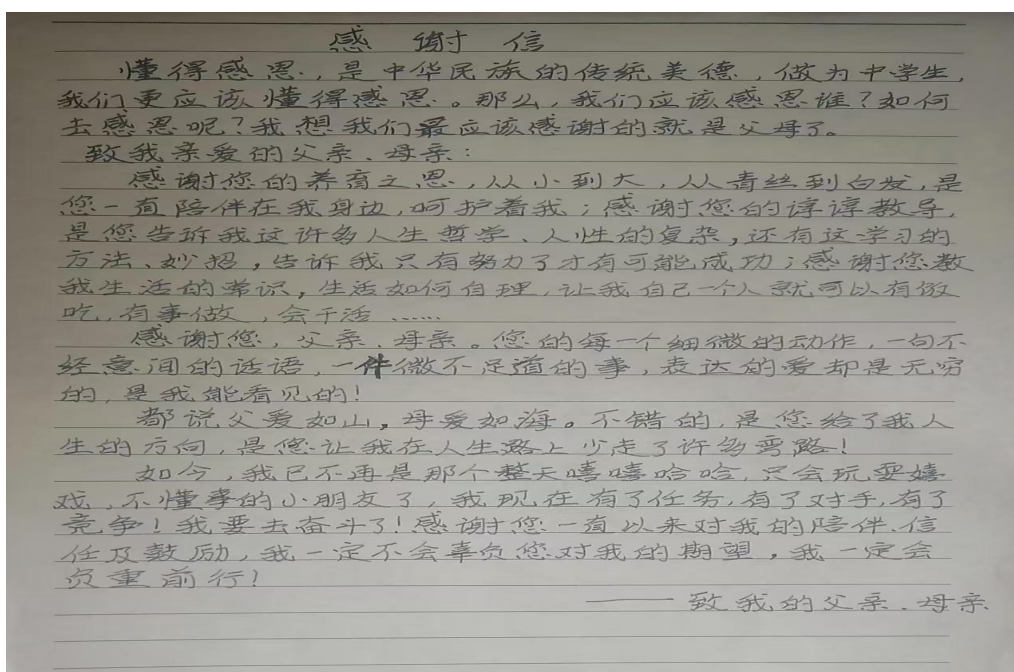 感谢信
懂得感恩,是中华民族的传统美德,做为中学生,
我们更应该懂得感恩。那么,我们应该感恩谁?如何
去感恩呢?我想我们最应该感谢的就是父母了。
致我亲爱的父亲、母亲:
感谢您的养育之恩,从小到大,从青丝到白发,是
您一直陪伴在我身边,呵护着我;感谢您的谆谆教导,
是您告诉我这许多人生哲学、人性的复杂,还有这学习的
方法、妙招,告诉我只有努力了才有可能成功;感谢您教
我生活的常识,生活如何自理,让我自己一个人就可以有饭
吃,有事做,会干活……
感谢您,父亲、母亲。您的每一个细微的动作,一句不
经意间的话语,一件微不足道的事,表达的爱却是无穷
的,是我能看见的!
都说父爱如山,母爱如海。不错的,是您给了我人
生的方向,是您让我在人生路上少走了许多弯路!
如今,我已不再是那个整天嘻嘻哈哈,只会玩耍嬉
戏,不懂事的小朋友了,我现在有了任务,有了对手,有了
竞争!我要去奋斗了!感谢您一直以来对我的陪伴、信
任及鼓励,我一定不会辜负您对我的期望,我一定会
负重前行!
——致我的父亲、母亲